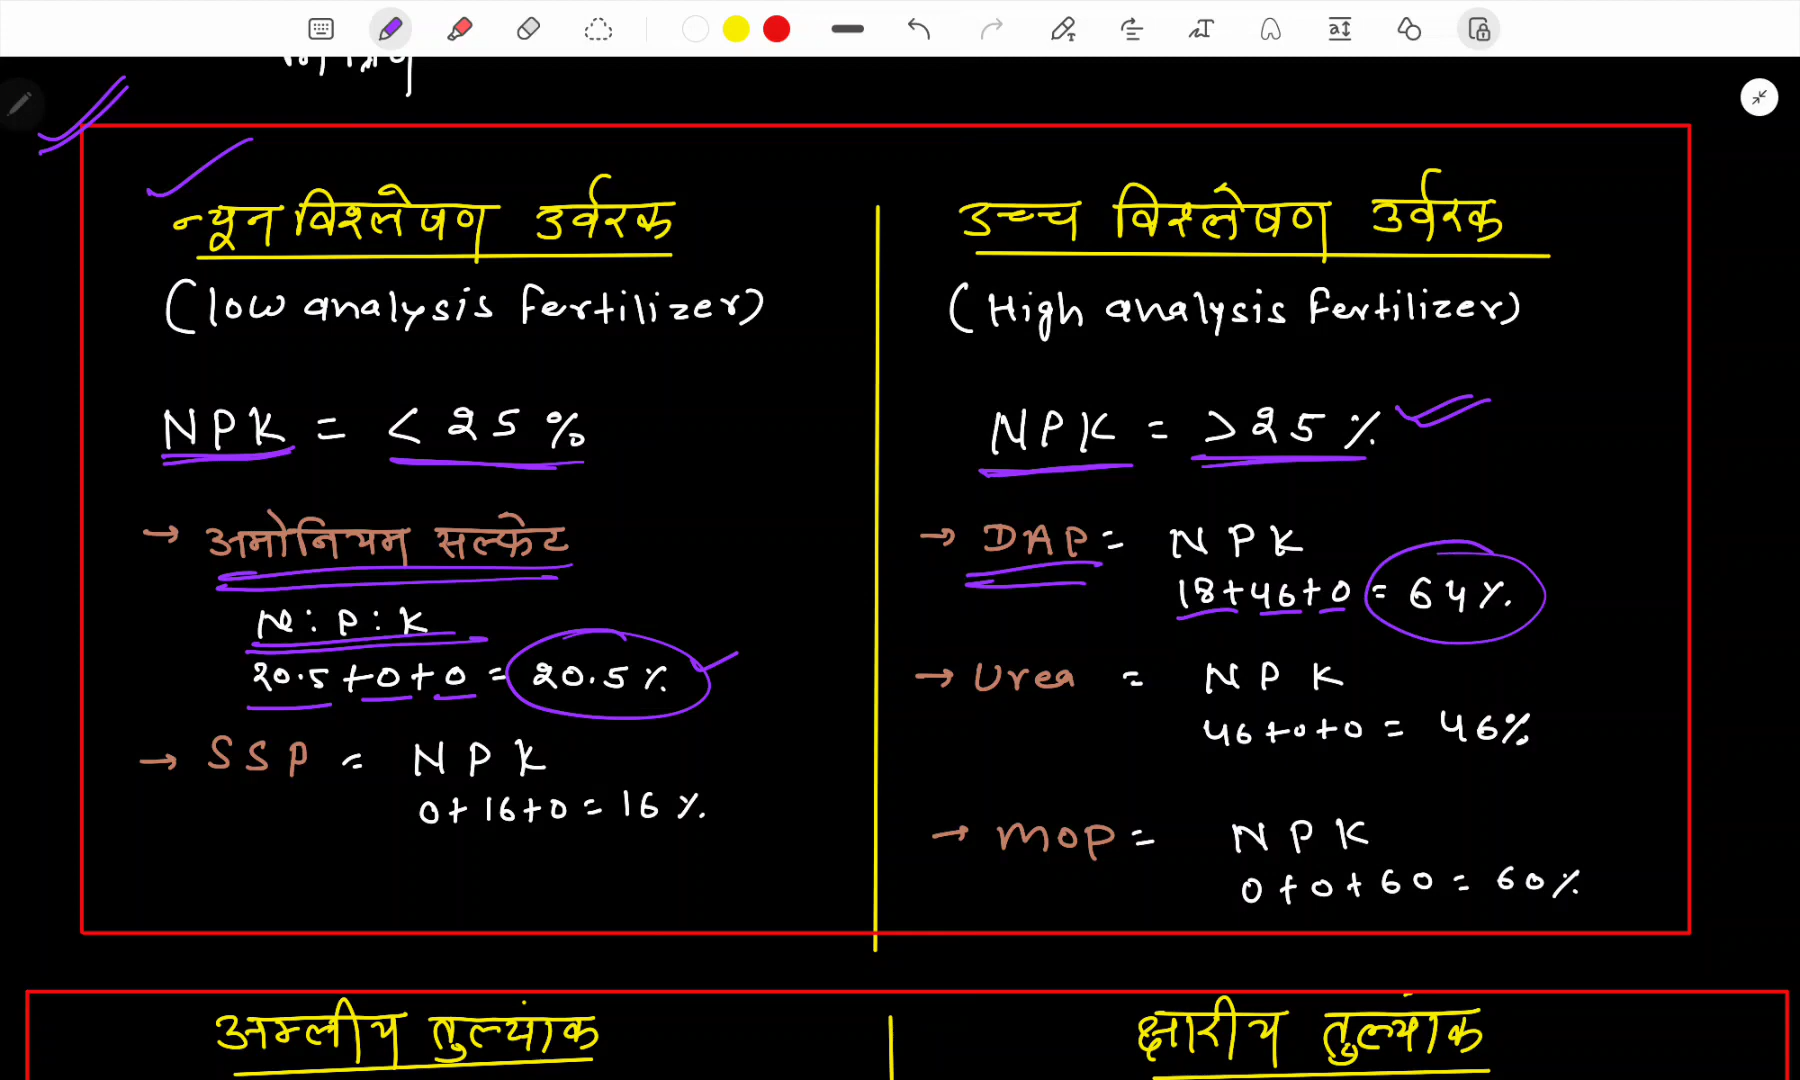 न्यून विश्लेषण उर्वरक
(low analysis fertilizer)
NPK = < 25 %
→ अमोनियम सल्फेट
N : P : K
20.5 + 0 + 0 = 20.5 %
→ SSP = N P K
0 + 16 + 0 = 16 %
उच्च विश्लेषण उर्वरक
(High analysis fertilizer)
NPK = > 25 %
→ DAP = N P K
18 + 46 + 0 = 64 %
→ Urea = N P K
46 + 0 + 0 = 46%
→ MOP = N P K
0 + 0 + 60 = 60 %
अम्लीय तुल्यांक
क्षारीय तुल्यांक